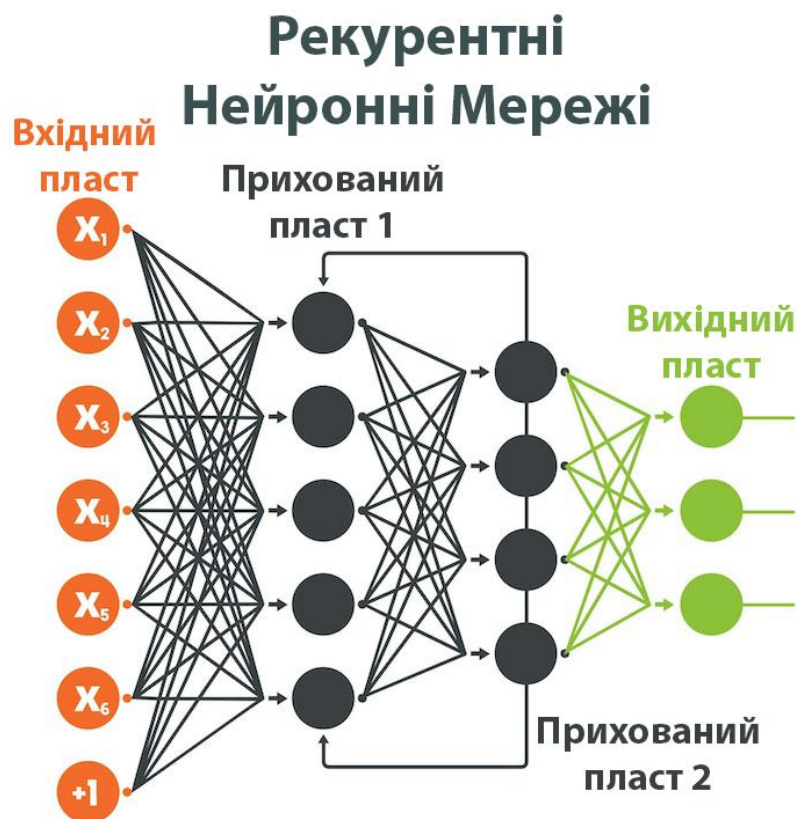 Рекурентні
Нейронні Мережі
Вхідний
пласт
Прихований
пласт 1
Вихідний
пласт
X₁
X₂
X₃
X₄
X₅
X₆
+1
Прихований
пласт 2